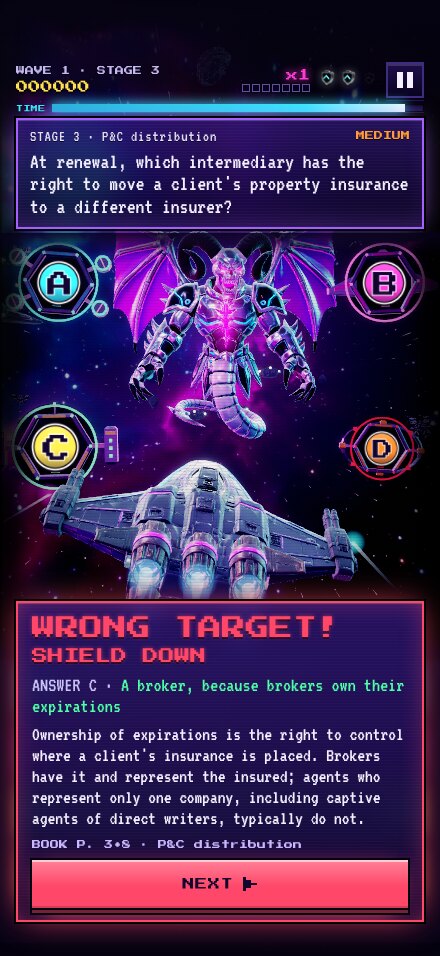 WAVE 1 · STAGE 3
000000
x1
TIME
STAGE 3 · P&C distribution
MEDIUM
At renewal, which intermediary has the
right to move a client's property insurance
to a different insurer?
A
B
C
D
WRONG TARGET!
SHIELD DOWN
ANSWER C · A broker, because brokers own their
expirations
Ownership of expirations is the right to control
where a client's insurance is placed. Brokers
have it and represent the insured; agents who
represent only one company, including captive
agents of direct writers, typically do not.
BOOK P. 3•8 · P&C distribution
NEXT